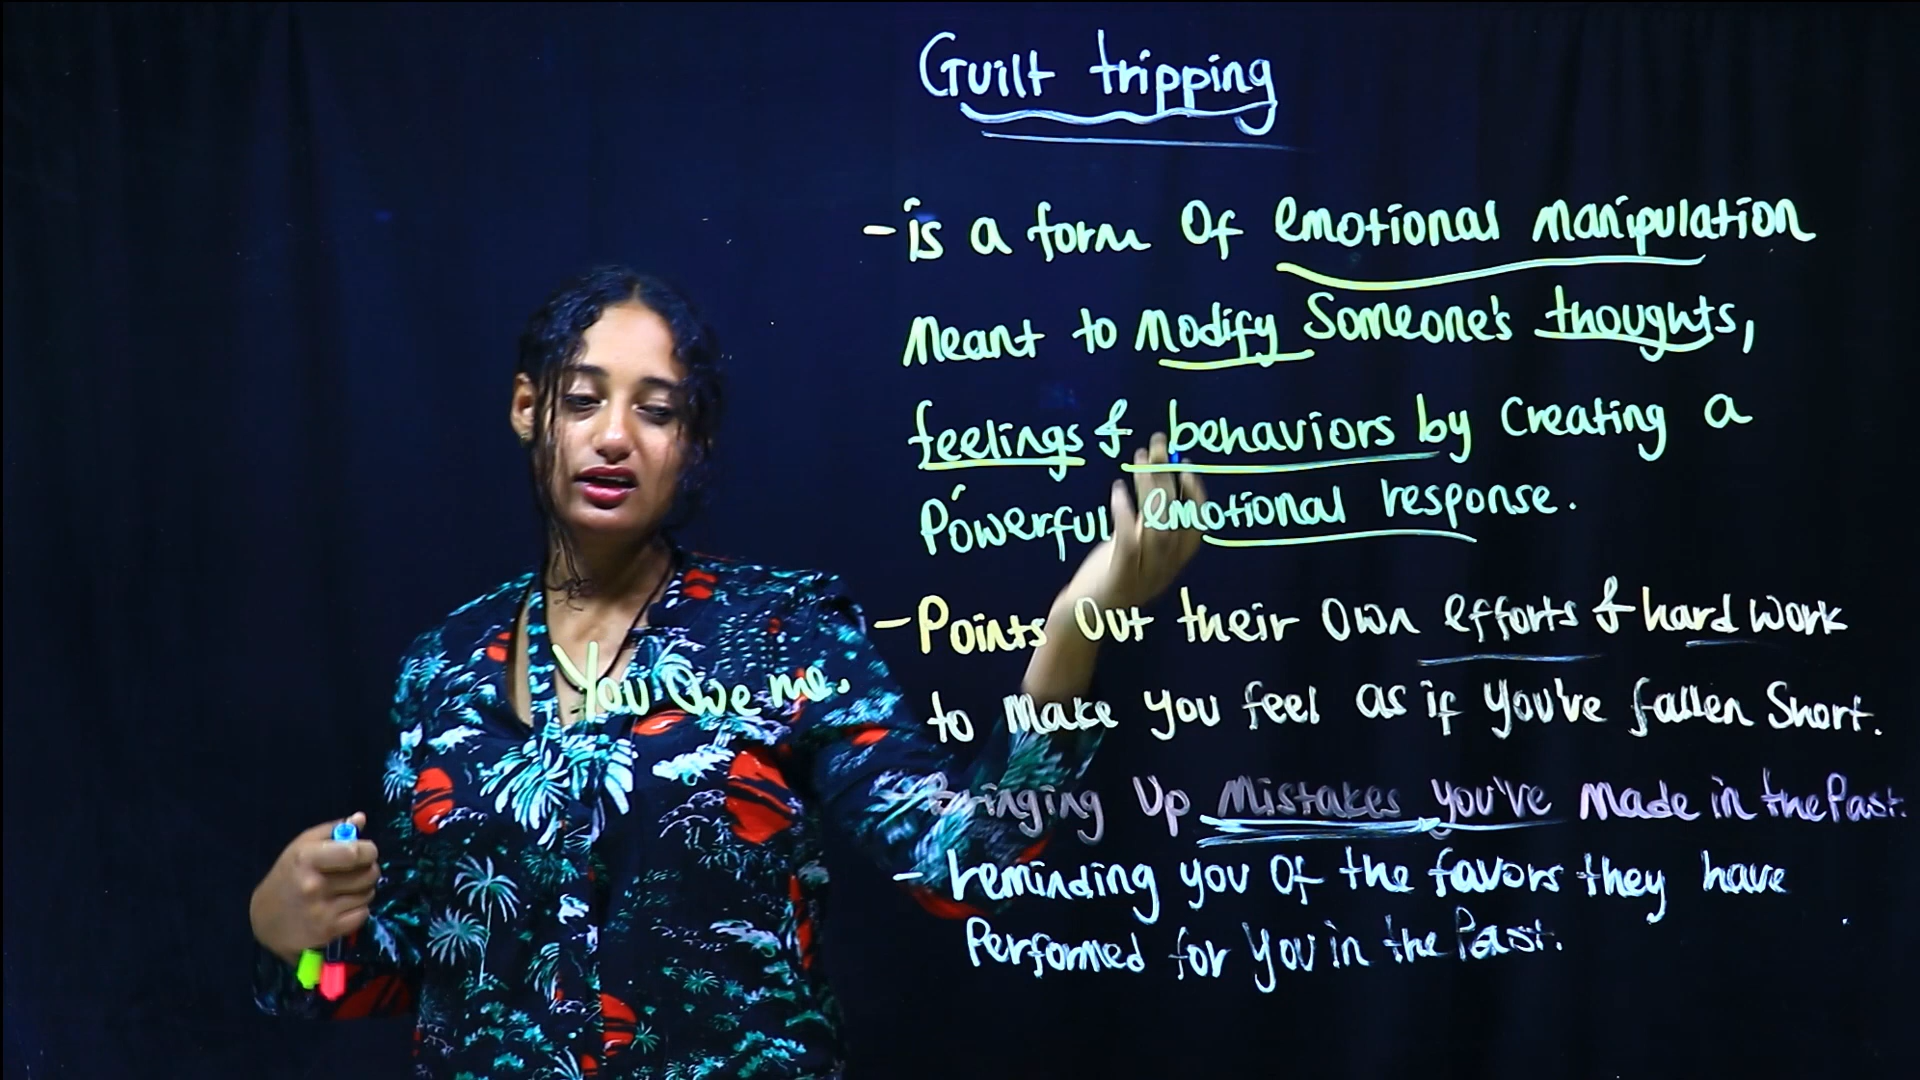 Guilt tripping
- is a form of emotional manipulation
meant to modify someone's thoughts,
feelings & behaviors by creating a
Powerful emotional response.
- Points out their own efforts & hard work
to make you feel as if you've fallen short.
- Bringing up mistakes you've made in the Past.
- reminding you of the favors they have
Performed for you in the Past.
You owe me.